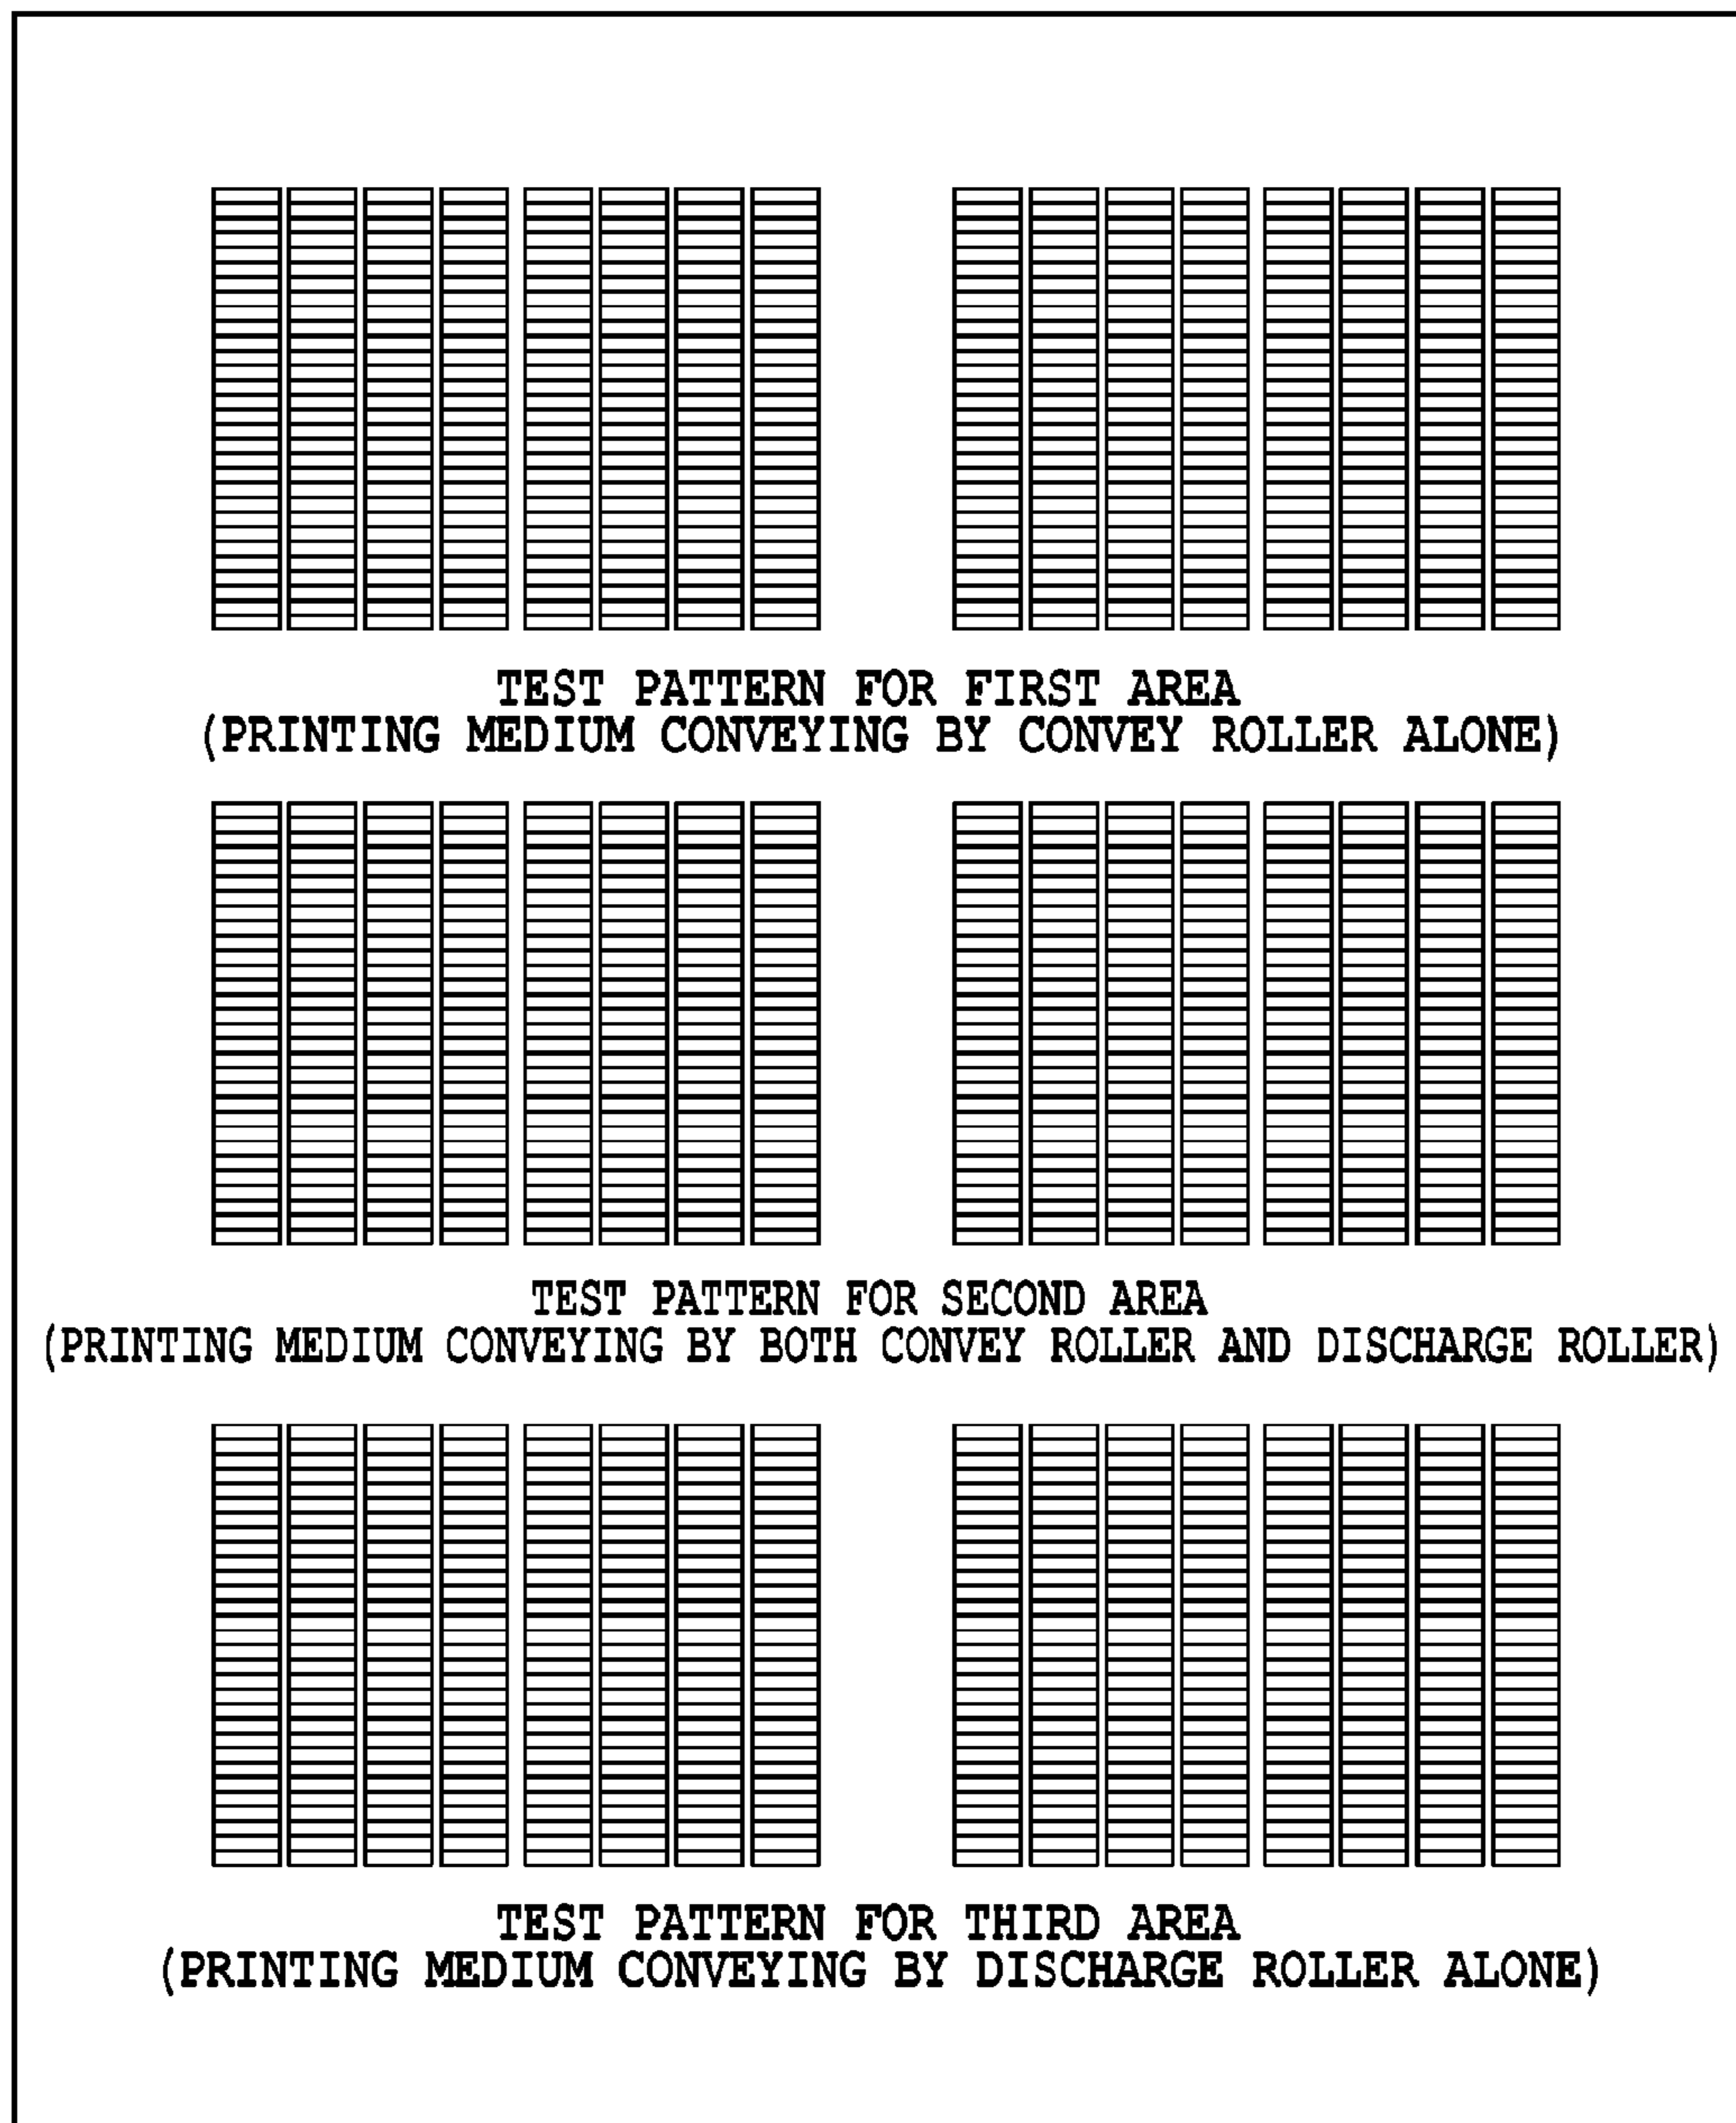 TEST PATTERN FOR FIRST AREA
(PRINTING MEDIUM CONVEYING BY CONVEY ROLLER ALONE)
TEST PATTERN FOR SECOND AREA
(PRINTING MEDIUM CONVEYING BY BOTH CONVEY ROLLER AND DISCHARGE ROLLER)
TEST PATTERN FOR THIRD AREA
(PRINTING MEDIUM CONVEYING BY DISCHARGE ROLLER ALONE)